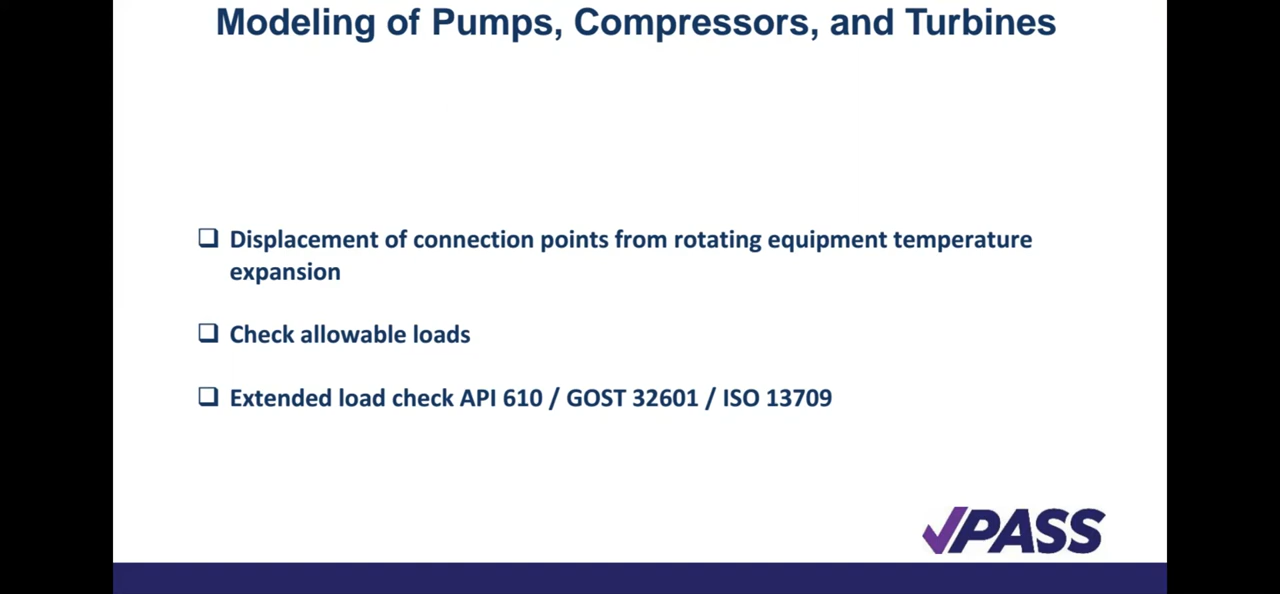 Modeling of Pumps, Compressors, and Turbines
Displacement of connection points from rotating equipment temperature
expansion
Check allowable loads
Extended load check API 610 / GOST 32601 / ISO 13709
PASS